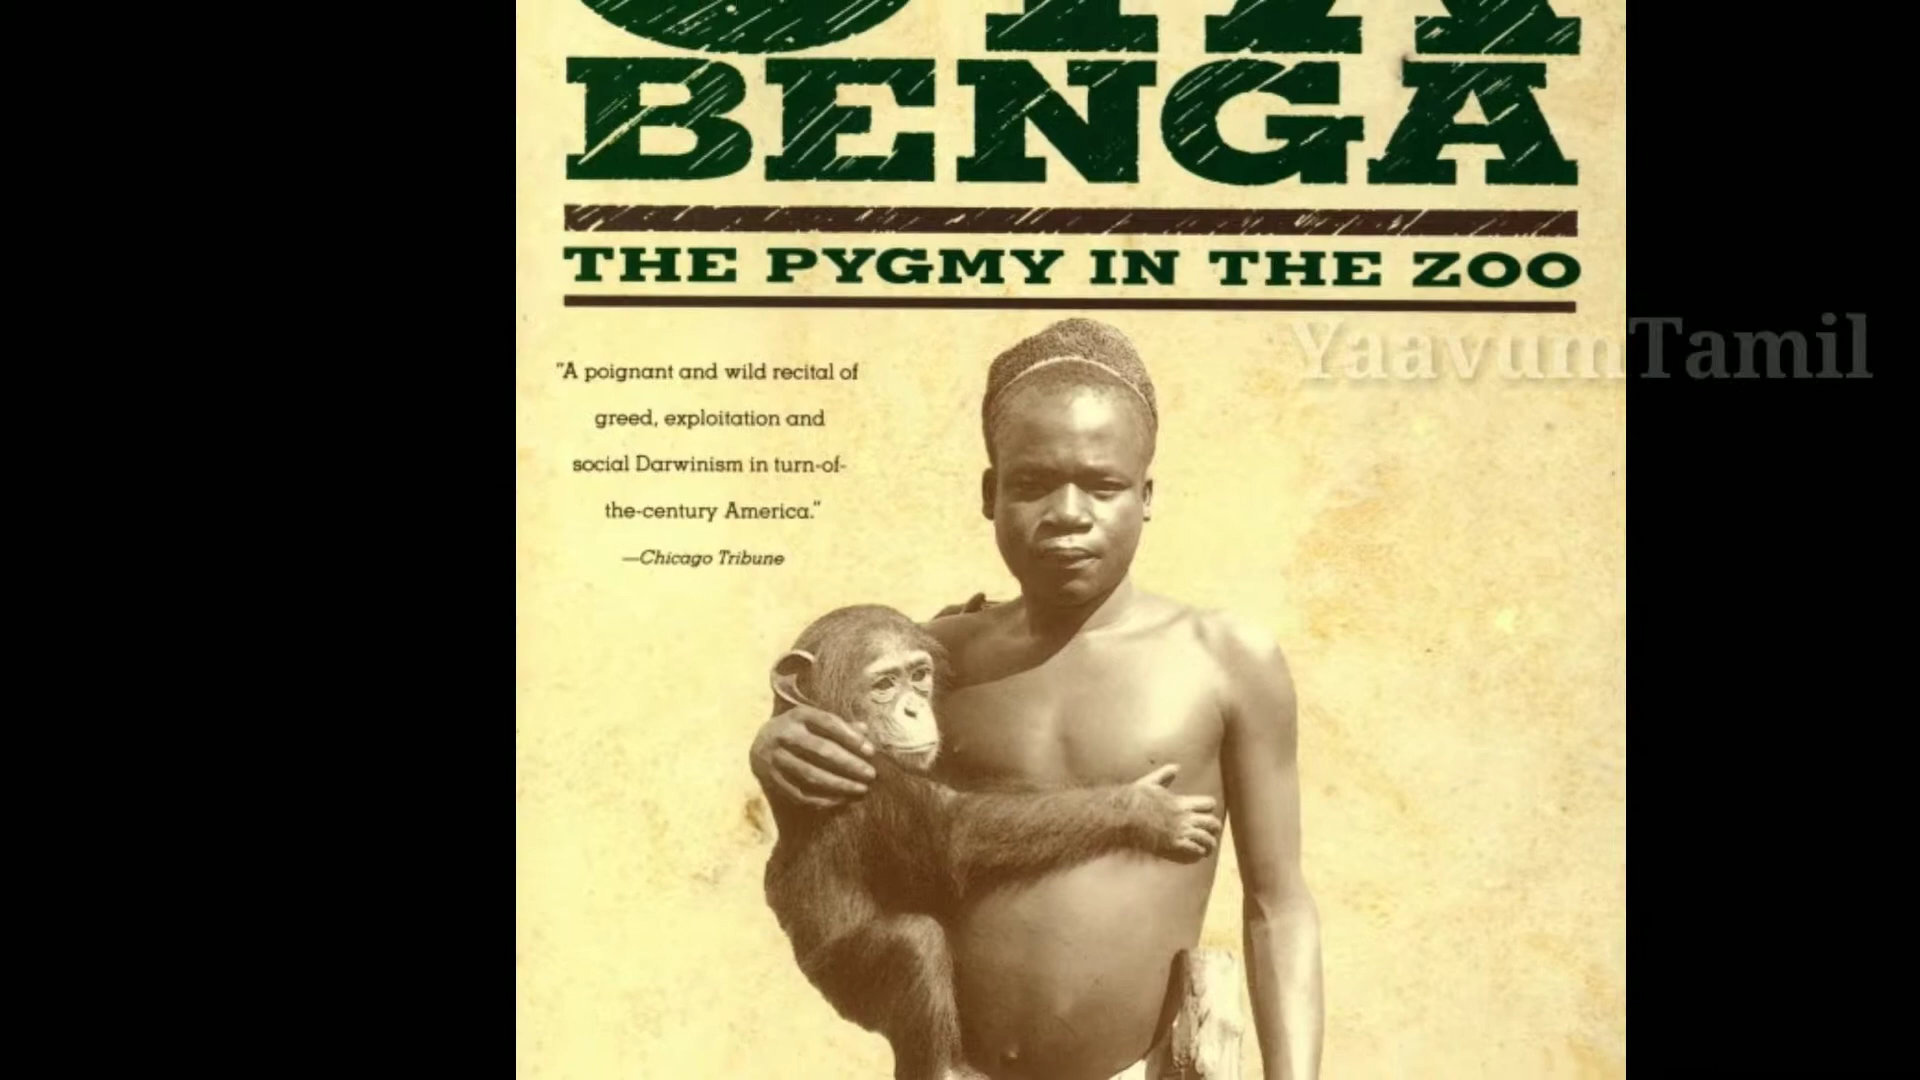 BENGA
THE PYGMY IN THE ZOO
"A poignant and wild recital of
greed, exploitation and
social Darwinism in turn-of-
the-century America."
—Chicago Tribune
YaavumTamil